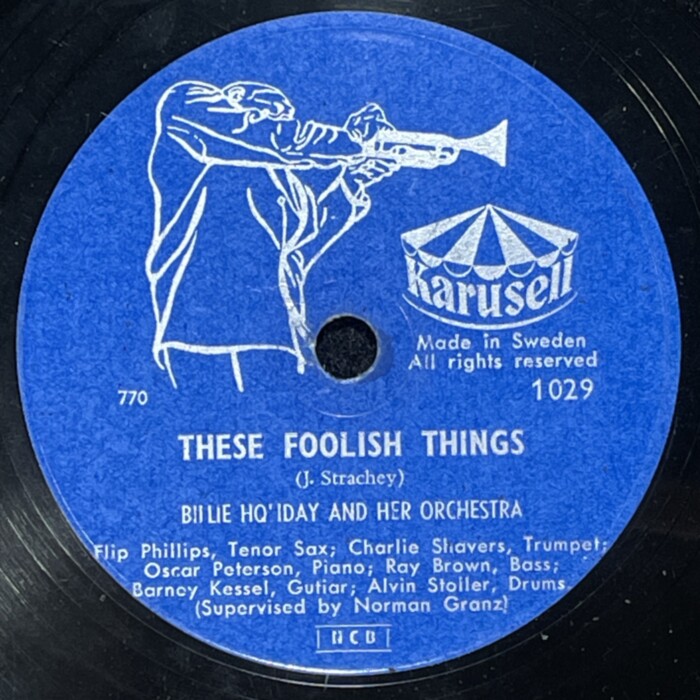 Karusell
Made in Sweden
All rights reserved
770
1029
THESE FOOLISH THINGS
(J. Strachey)
BILLIE HO'IDAY AND HER ORCHESTRA
Flip Phillips, Tenor Sax; Charlie Shavers, Trumpet;
Oscar Peterson, Piano; Ray Brown, Bass;
Barney Kessel, Gutiar; Alvin Stoller, Drums
(Supervised by Norman Granz)
NCB